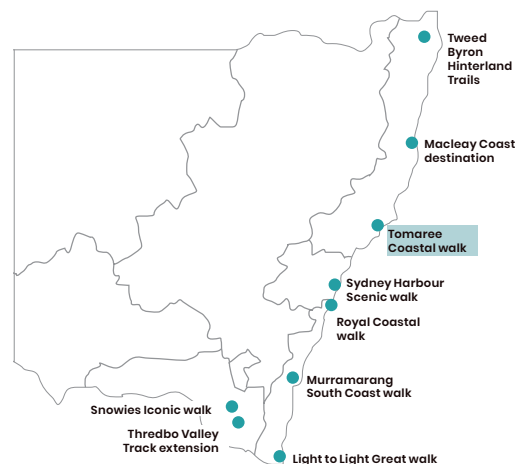 Tweed
Byron
Hinterland
Trails
Macleay Coast
destination
Tomaree
Coastal walk
Sydney Harbour
Scenic walk
Royal Coastal
walk
Murramarang
South Coast walk
Snowies Iconic walk
Thredbo Valley
Track extension
Light to Light Great walk